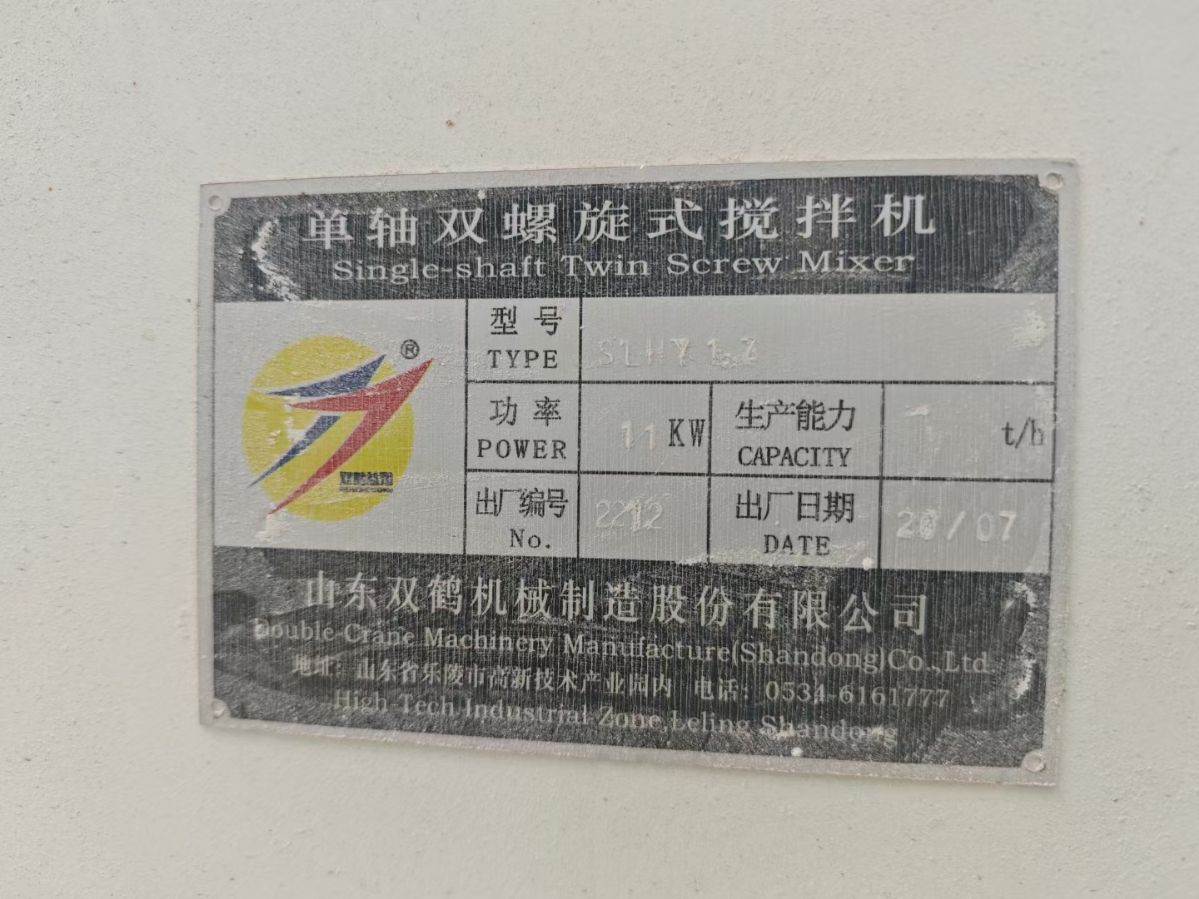 单轴双螺旋式搅拌机
Single-shaft Twin Screw Mixer
®
型号
TYPE
功率
POWER
11 KW
生产能力
CAPACITY
t/h
出厂编号
No.
出厂日期
DATE
/07
山东双鹤机械制造股份有限公司
Double-Crane Machinery Manufacture(Shandong)Co.,Ltd.
地址：山东省乐陵市高新技术产业园内 电话：0534-6161777
High Tech Industrial Zone,Leling Shandong